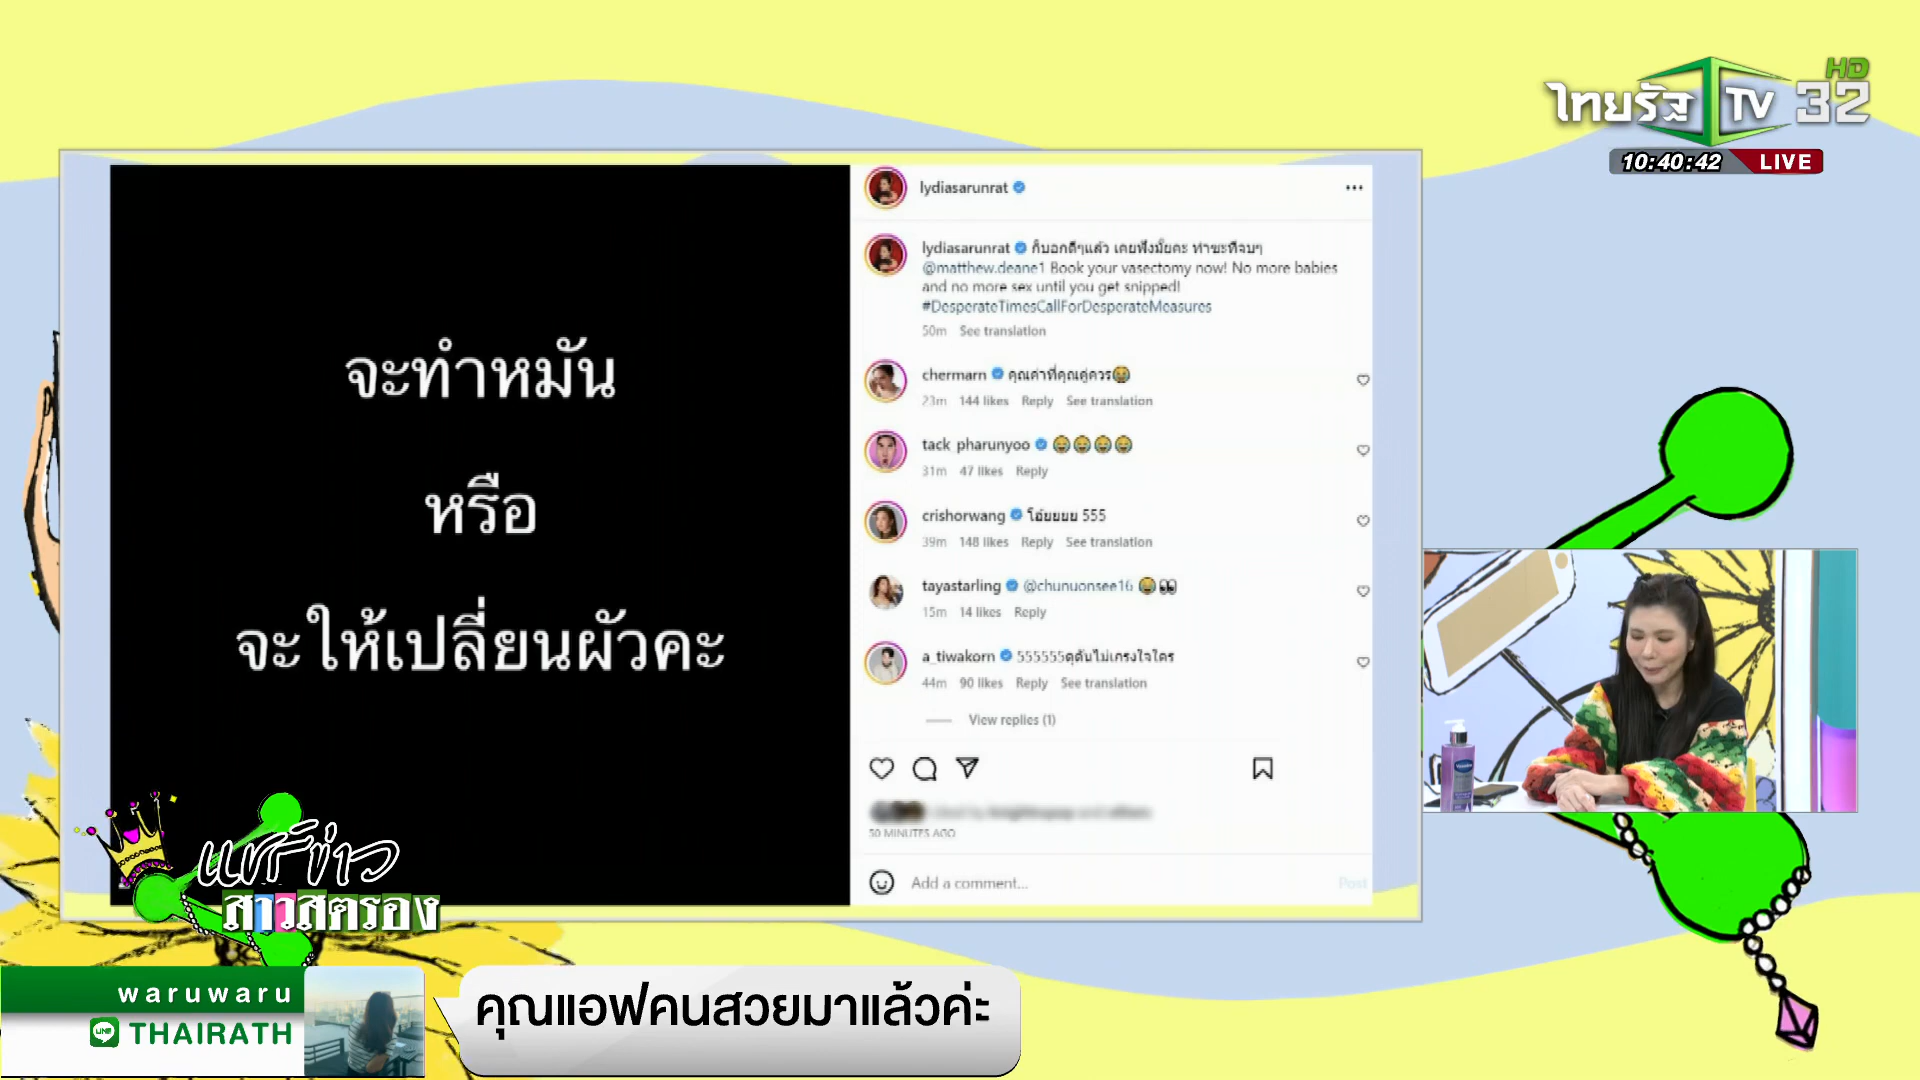 HD
ไทยรัฐ TV 32
10:40:42 LIVE
จะทำหมัน
หรือ
จะให้เปลี่ยนผัวคะ
lydiasarunrat
lydiasarunrat ก็บอกดีๆแล้ว เคยฟังมั้ยคะ ทำซะที่จบๆ
@matthew.deane1 Book your vasectomy now! No more babies
and no more sex until you get snipped!
#DesperateTimesCallForDesperateMeasures
50m See translation
chermarn คุณค่าที่คุณคู่ควร😭
23m 144 likes Reply See translation
tack_pharunyoo 😂😂😂😂
31m 47 likes Reply
crishorwang โอ๊ยยยย 555
39m 148 likes Reply See translation
tayastarling @chunuonsee16 😂👀
15m 14 likes Reply
a_tiwakorn 555555ดุดันไม่เกรงใจใคร
44m 90 likes Reply See translation
View replies (1)
50 MINUTES AGO
Add a comment...
Post
แชร์ข่าว
สาวสตรอง
waruwaru
LINE THAIRATH
คุณแอฟคนสวยมาแล้วค่ะ
Vaseline